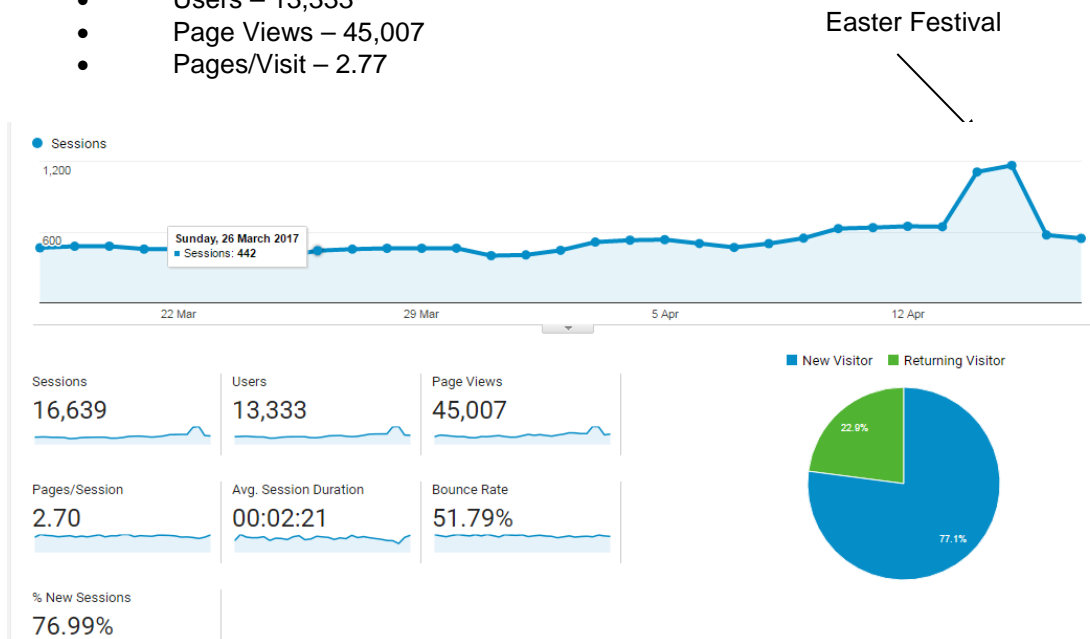 • Users – 13,333
• Page Views – 45,007
• Pages/Visit – 2.77
Easter Festival
Sessions
1,200
600
Sunday, 26 March 2017
Sessions: 442
22 Mar
29 Mar
5 Apr
12 Apr
New Visitor Returning Visitor
Sessions
16,639
Users
13,333
Page Views
45,007
22.9%
77.1%
Pages/Session
2.70
Avg. Session Duration
00:02:21
Bounce Rate
51.79%
% New Sessions
76.99%